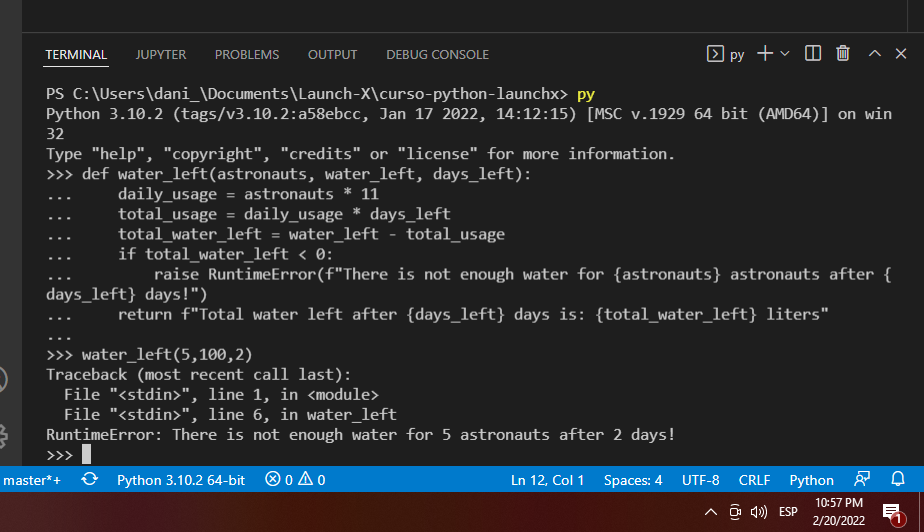 TERMINAL JUPYTER PROBLEMS OUTPUT DEBUG CONSOLE py
PS C:\Users\dani_\Documents\Launch-X\curso-python-launchx> py
Python 3.10.2 (tags/v3.10.2:a58ebcc, Jan 17 2022, 14:12:15) [MSC v.1929 64 bit (AMD64)] on win
32
Type "help", "copyright", "credits" or "license" for more information.
>>> def water_left(astronauts, water_left, days_left):
...     daily_usage = astronauts * 11
...     total_usage = daily_usage * days_left
...     total_water_left = water_left - total_usage
...     if total_water_left < 0:
...         raise RuntimeError(f"There is not enough water for {astronauts} astronauts after {
days_left} days!")
...     return f"Total water left after {days_left} days is: {total_water_left} liters"
...
>>> water_left(5,100,2)
Traceback (most recent call last):
  File "<stdin>", line 1, in <module>
  File "<stdin>", line 6, in water_left
RuntimeError: There is not enough water for 5 astronauts after 2 days!
>>>
master*+ Python 3.10.2 64-bit 0 0 Ln 12, Col 1 Spaces: 4 UTF-8 CRLF Python
ESP 10:57 PM
2/20/2022 1